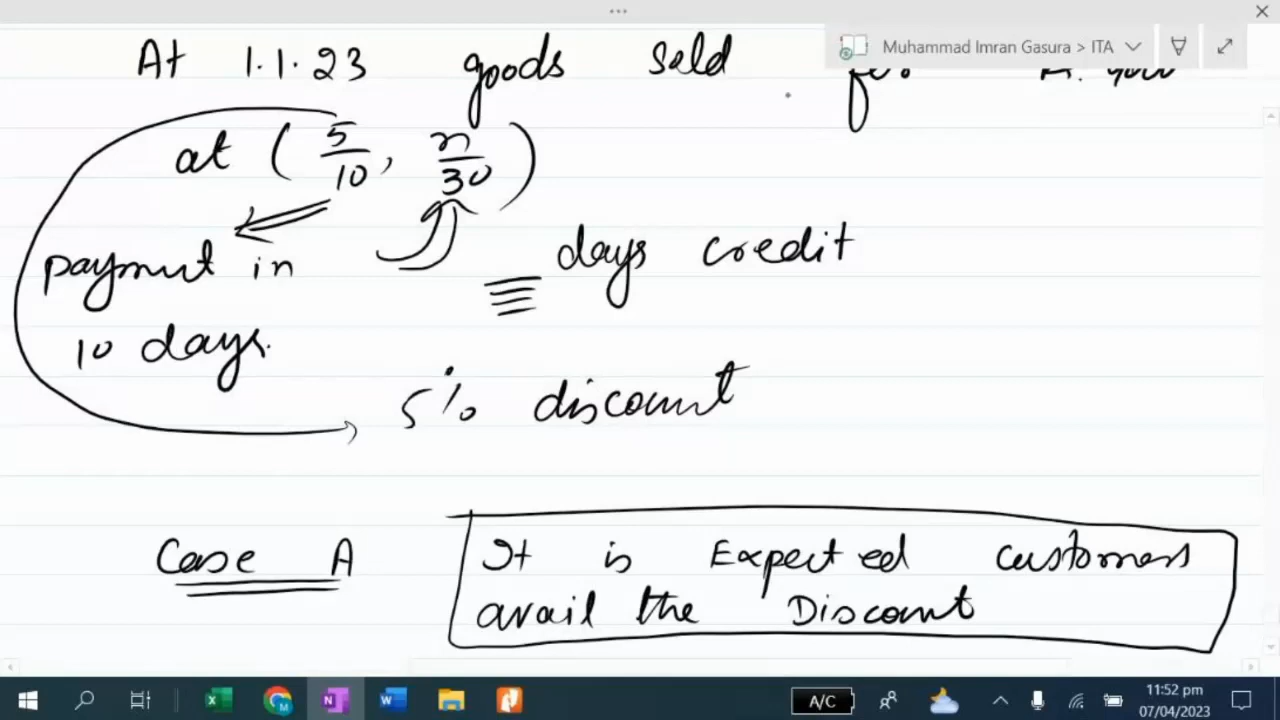 Muhammad Imran Gasura > ITA
At 1.1.23 goods sold
at ( 5/10, n/30 )
days credit
payment in
10 days.
5% discount
Case A
It is Expected customers
avail the Discount
A/C
11:52 pm
07/04/2023